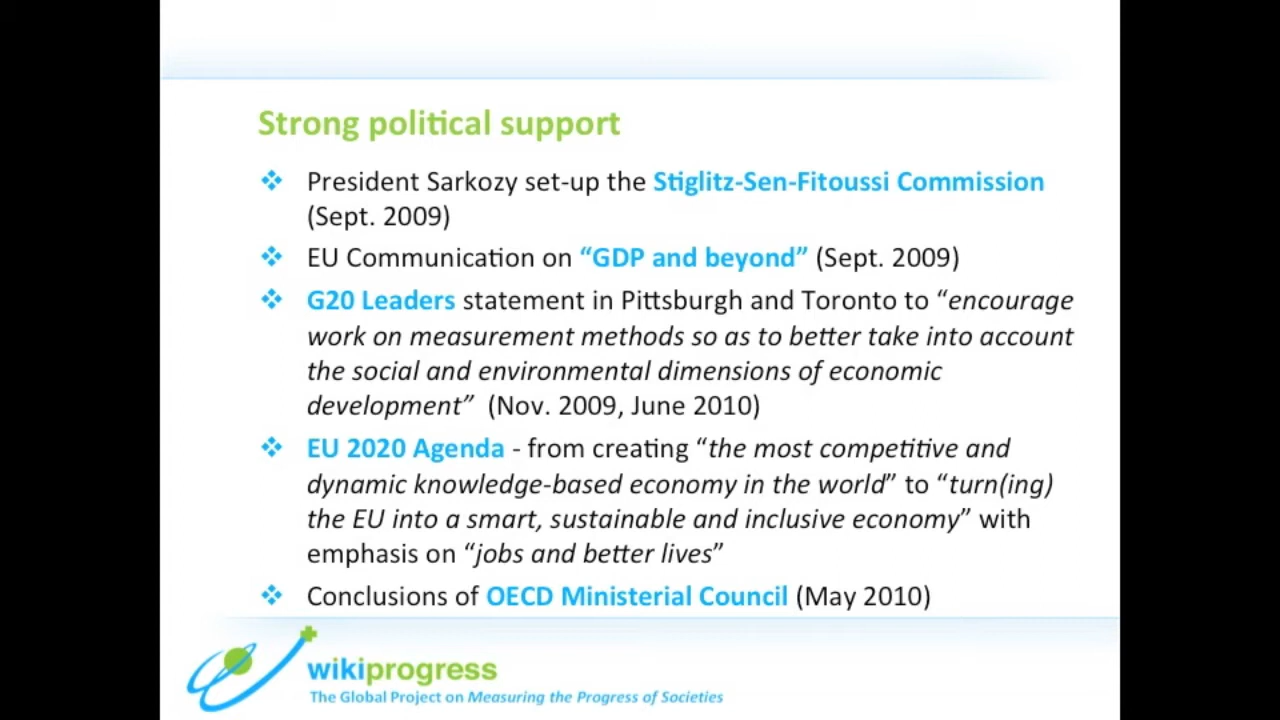 Strong political support
President Sarkozy set-up the Stiglitz-Sen-Fitoussi Commission
(Sept. 2009)
EU Communication on “GDP and beyond” (Sept. 2009)
G20 Leaders statement in Pittsburgh and Toronto to “encourage
work on measurement methods so as to better take into account
the social and environmental dimensions of economic
development” (Nov. 2009, June 2010)
EU 2020 Agenda - from creating “the most competitive and
dynamic knowledge-based economy in the world” to “turn(ing)
the EU into a smart, sustainable and inclusive economy” with
emphasis on “jobs and better lives”
Conclusions of OECD Ministerial Council (May 2010)
wikiprogress
The Global Project on Measuring the Progress of Societies